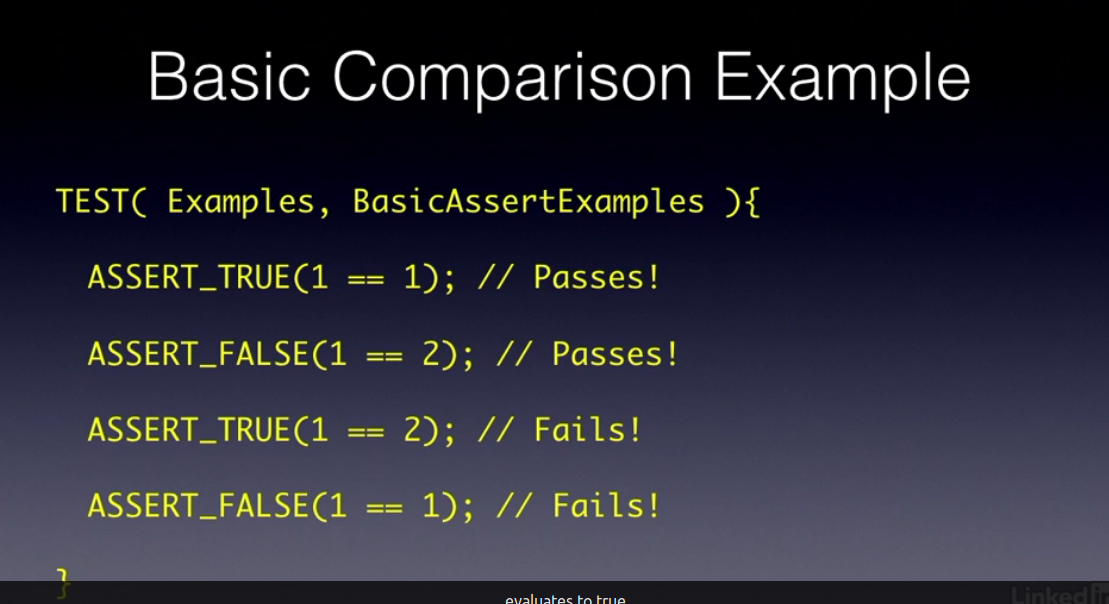 Basic Comparison Example
TEST( Examples, BasicAssertExamples ){
ASSERT_TRUE(1 == 1); // Passes!
ASSERT_FALSE(1 == 2); // Passes!
ASSERT_TRUE(1 == 2); // Fails!
ASSERT_FALSE(1 == 1); // Fails!
}
evaluates to true
Linked